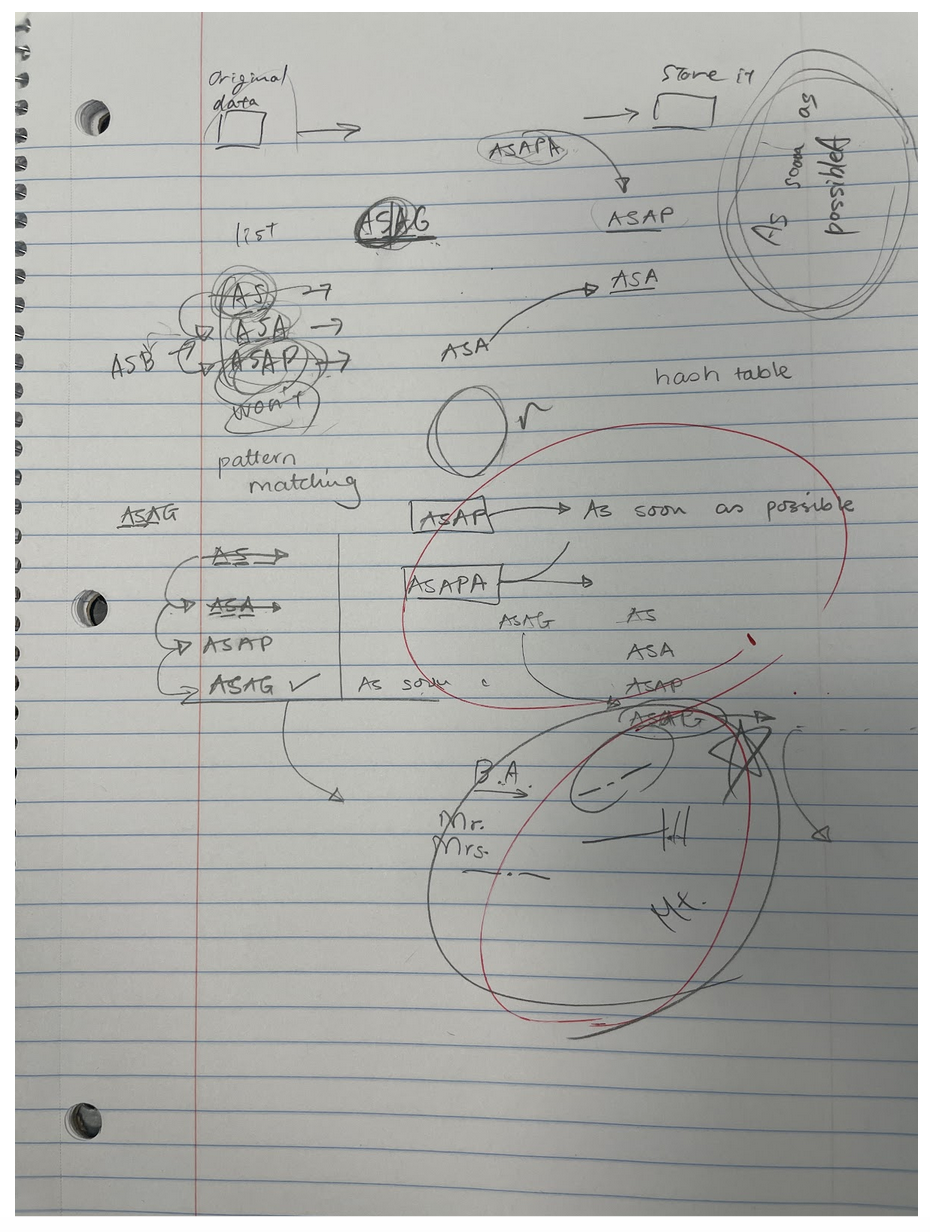 Original
data
Store it
ASAPA
As soon as
possibleA
ASAG
ASAP
list
AS
ASA
ASA
ASB
ASAP
ASA
won't
hash table
pattern
matching
ASAG
ASAP
As soon as possible
AS
ASAPA
ASA
ASAG
AS
ASAP
ASA
ASAG
As soon
ASAP
ASAG
B.A.
Mr.
Mrs.
Mx.